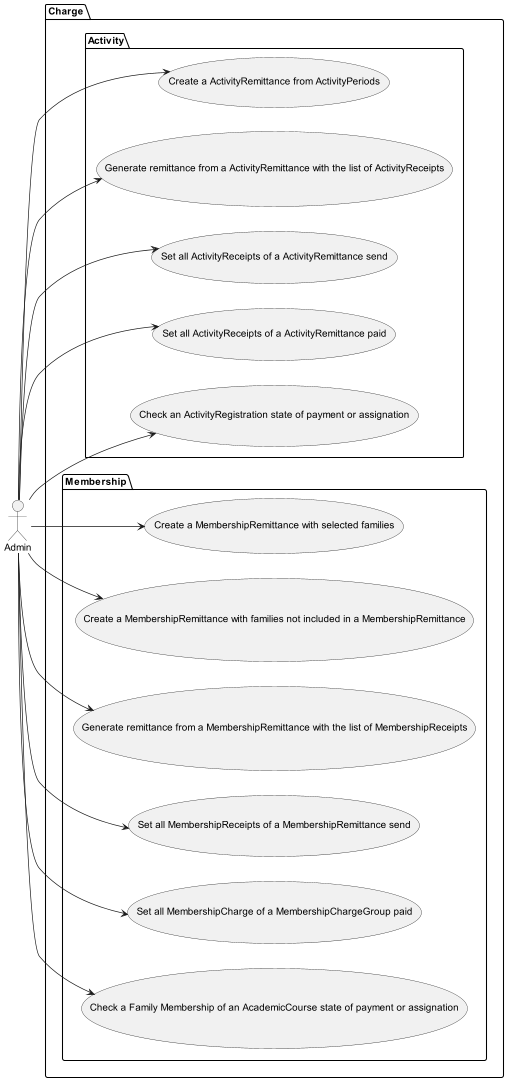 Charge
Activity
Create a ActivityRemittance from ActivityPeriods
Generate remittance from a ActivityRemittance with the list of ActivityReceipts
Set all ActivityReceipts of a ActivityRemittance send
Set all ActivityReceipts of a ActivityRemittance paid
Check an ActivityRegistration state of payment or assignation
Membership
Create a MembershipRemittance with selected families
Admin
Create a MembershipRemittance with families not included in a MembershipRemittance
Generate remittance from a MembershipRemittance with the list of MembershipReceipts
Set all MembershipReceipts of a MembershipRemittance send
Set all MembershipCharge of a MembershipChargeGroup paid
Check a Family Membership of an AcademicCourse state of payment or assignation